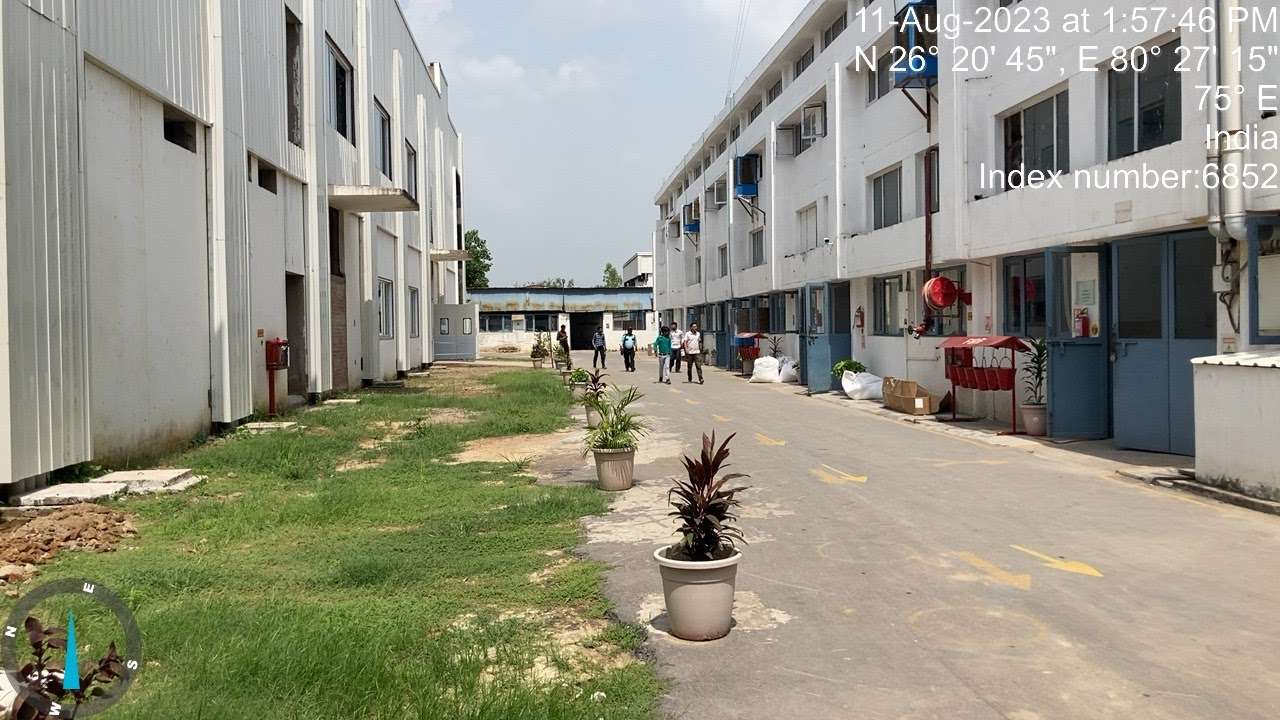 11-Aug-2023 at 1:57:46 PM
N 26° 20' 45", E 80° 27' 15"
75° E
India
Index number:6852
N
E
S
W